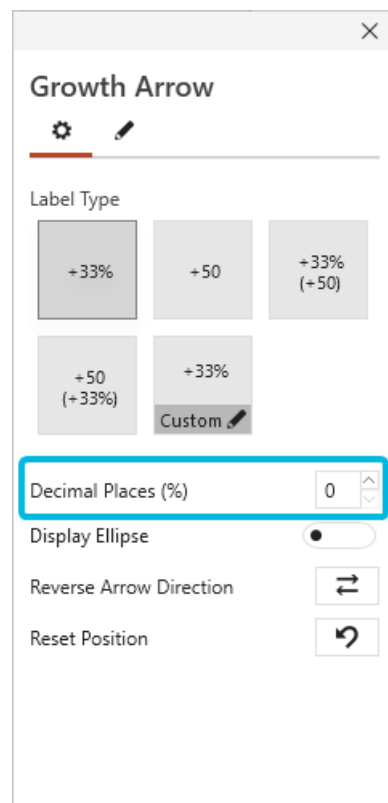 Growth Arrow
Label Type
+33%
+50
+33%
(+50)
+50
(+33%)
+33%
Custom
Decimal Places (%)
0
Display Ellipse
Reverse Arrow Direction
Reset Position